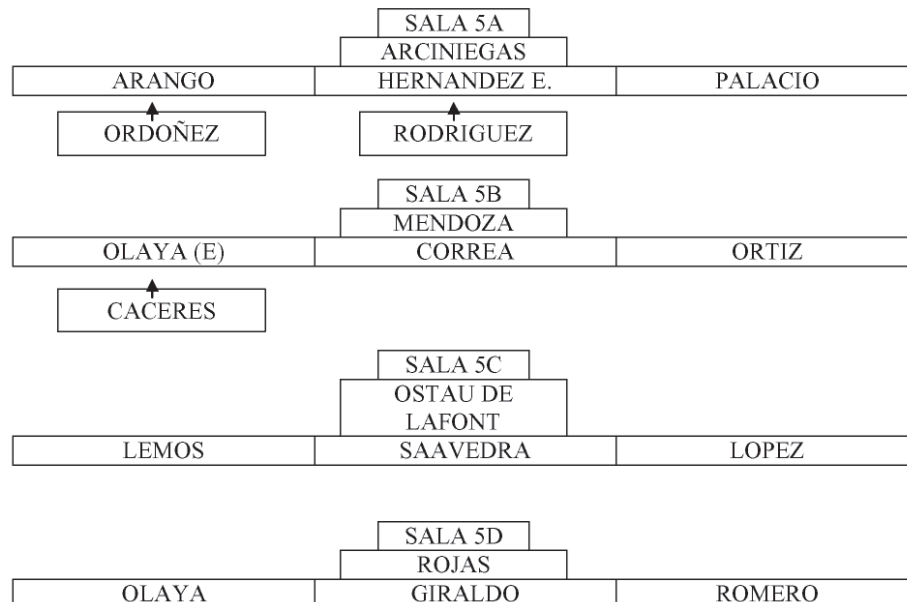 SALA 5A
ARCINIEGAS
ARANGO HERNANDEZ E. PALACIO
ORDOÑEZ RODRIGUEZ
SALA 5B
MENDOZA
OLAYA (E) CORREA ORTIZ
CACERES
SALA 5C
OSTAU DE
LAFONT
LEMOS SAAVEDRA LOPEZ
SALA 5D
ROJAS
OLAYA GIRALDO ROMERO